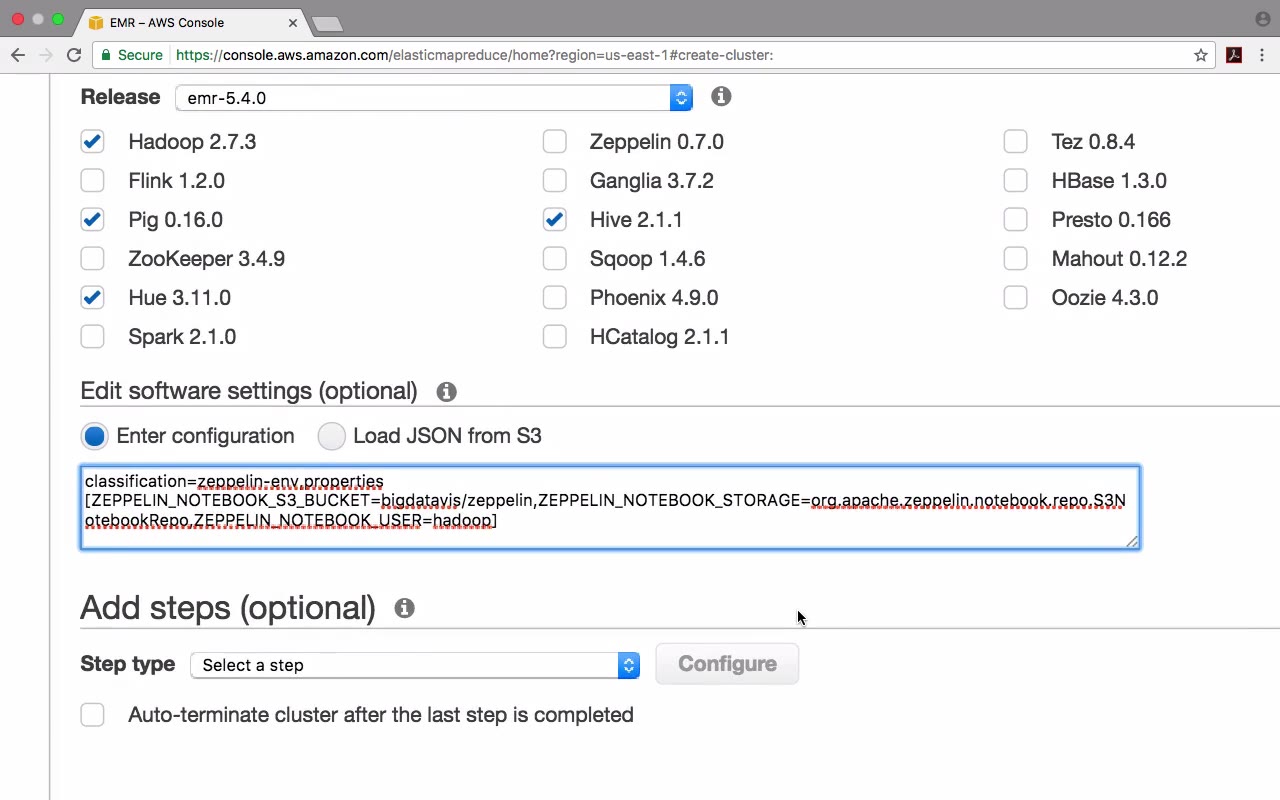 EMR – AWS Console
Secure https://console.aws.amazon.com/elasticmapreduce/home?region=us-east-1#create-cluster:
Release emr-5.4.0
Hadoop 2.7.3 Zeppelin 0.7.0 Tez 0.8.4
Flink 1.2.0 Ganglia 3.7.2 HBase 1.3.0
Pig 0.16.0 Hive 2.1.1 Presto 0.166
ZooKeeper 3.4.9 Sqoop 1.4.6 Mahout 0.12.2
Hue 3.11.0 Phoenix 4.9.0 Oozie 4.3.0
Spark 2.1.0 HCatalog 2.1.1
Edit software settings (optional)
Enter configuration Load JSON from S3
classification=zeppelin-env,properties
[ZEPPELIN_NOTEBOOK_S3_BUCKET=bigdatavis/zeppelin,ZEPPELIN_NOTEBOOK_STORAGE=org.apache.zeppelin.notebook.repo.S3N
otebookRepo,ZEPPELIN_NOTEBOOK_USER=hadoop]
Add steps (optional)
Step type Select a step Configure
Auto-terminate cluster after the last step is completed